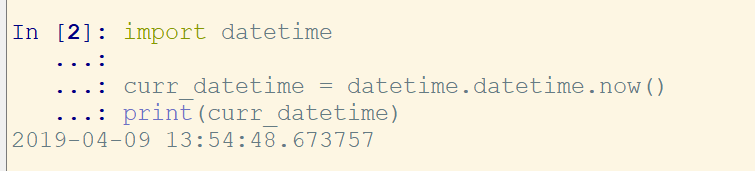 In [2]: import datetime
...:
...: curr_datetime = datetime.datetime.now()
...: print(curr_datetime)
2019-04-09 13:54:48.673757